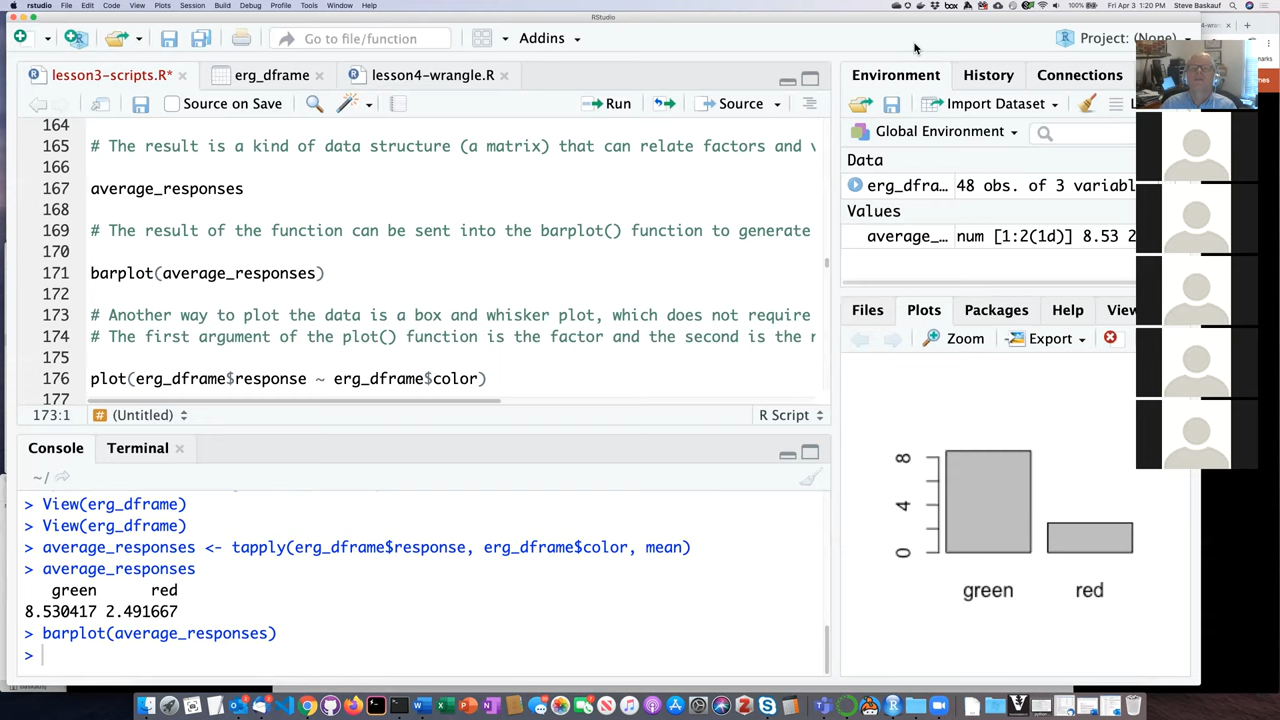 rstudio File Edit Code View Plots Session Build Debug Profile Tools Window Help box 100% Fri Apr 3 1:20 PM Steve Baskauf
RStudio
Go to file/function Addins Project: (None)
lesson3-scripts.R* erg_dframe lesson4-wrangle.R
Source on Save Run Source
164
165 # The result is a kind of data structure (a matrix) that can relate factors and
166
167 average_responses
168
169 # The result of the function can be sent into the barplot() function to generate
170
171 barplot(average_responses)
172
173 # Another way to plot the data is a box and whisker plot, which does not require
174 # The first argument of the plot() function is the factor and the second is the
175
176 plot(erg_dframe$response ~ erg_dframe$color)
177
173:1 (Untitled) R Script
Console Terminal
~/
> View(erg_dframe)
> View(erg_dframe)
> average_responses <- tapply(erg_dframe$response, erg_dframe$color, mean)
> average_responses
green red
8.530417 2.491667
> barplot(average_responses)
>
Environment History Connections
Import Dataset
Global Environment
Data
erg_dfra… 48 obs. of 3 variabl
Values
average_… num [1:2(1d)] 8.53 2
Files Plots Packages Help View
Zoom Export
8
4
0
green red